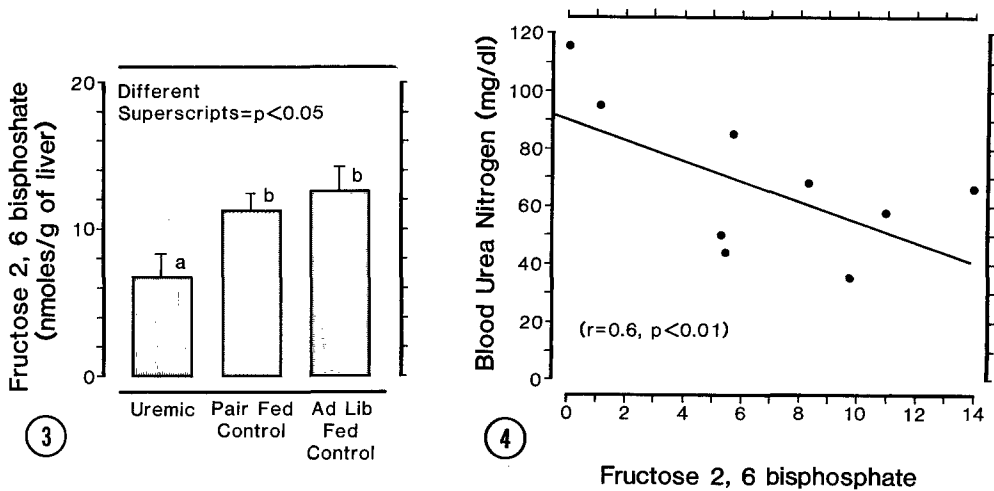 Fructose 2, 6 bisphoshate
(nmoles/g of liver)
20
10
0
Different
Superscripts=p<0.05
a
b
b
Uremic
Pair Fed
Control
Ad Lib
Fed
Control
3
Blood Urea Nitrogen (mg/dl)
120
100
80
60
40
20
0
(r=0.6, p<0.01)
0 2 4 6 8 10 12 14
Fructose 2, 6 bisphosphate
4